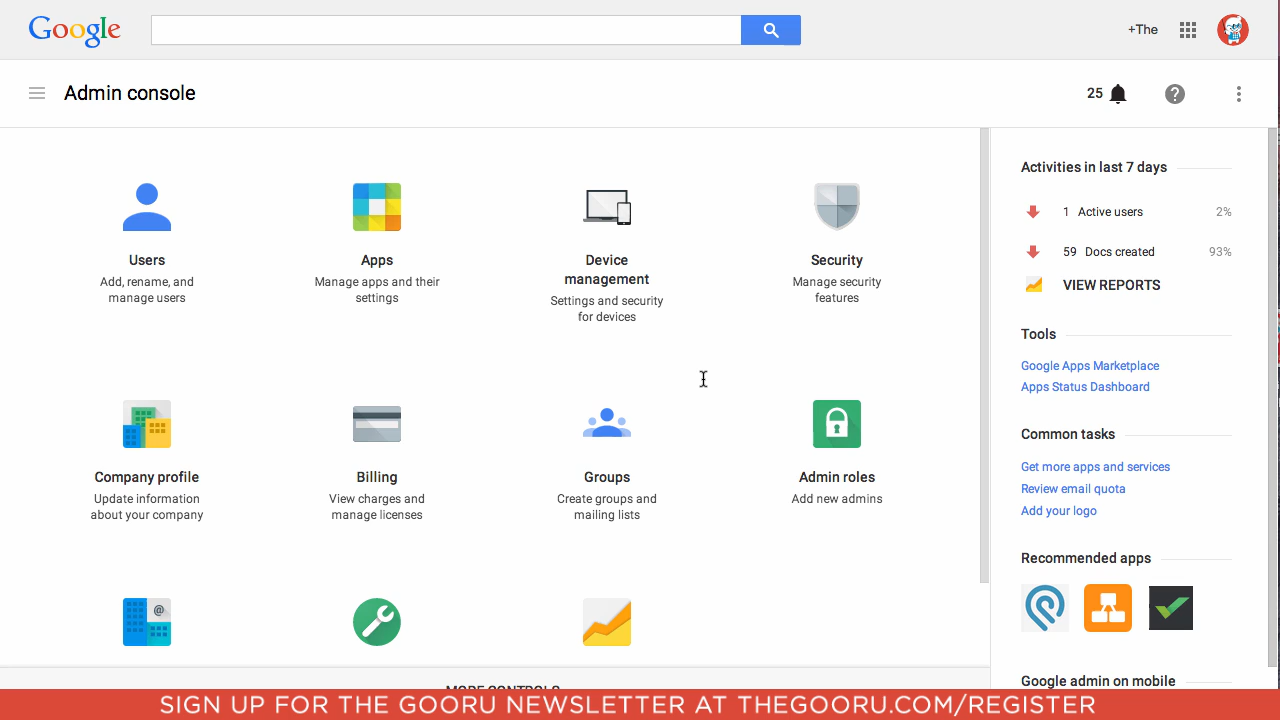 Google
+The
Admin console
25
?
Users
Add, rename, and
manage users
Apps
Manage apps and their
settings
Device
management
Settings and security
for devices
Security
Manage security
features
Company profile
Update information
about your company
Billing
View charges and
manage licenses
Groups
Create groups and
mailing lists
Admin roles
Add new admins
@
MORE CONTROLS
Activities in last 7 days
1 Active users 2%
59 Docs created 93%
VIEW REPORTS
Tools
Google Apps Marketplace
Apps Status Dashboard
Common tasks
Get more apps and services
Review email quota
Add your logo
Recommended apps
Google admin on mobile
SIGN UP FOR THE GOORU NEWSLETTER AT THEGOORU.COM/REGISTER